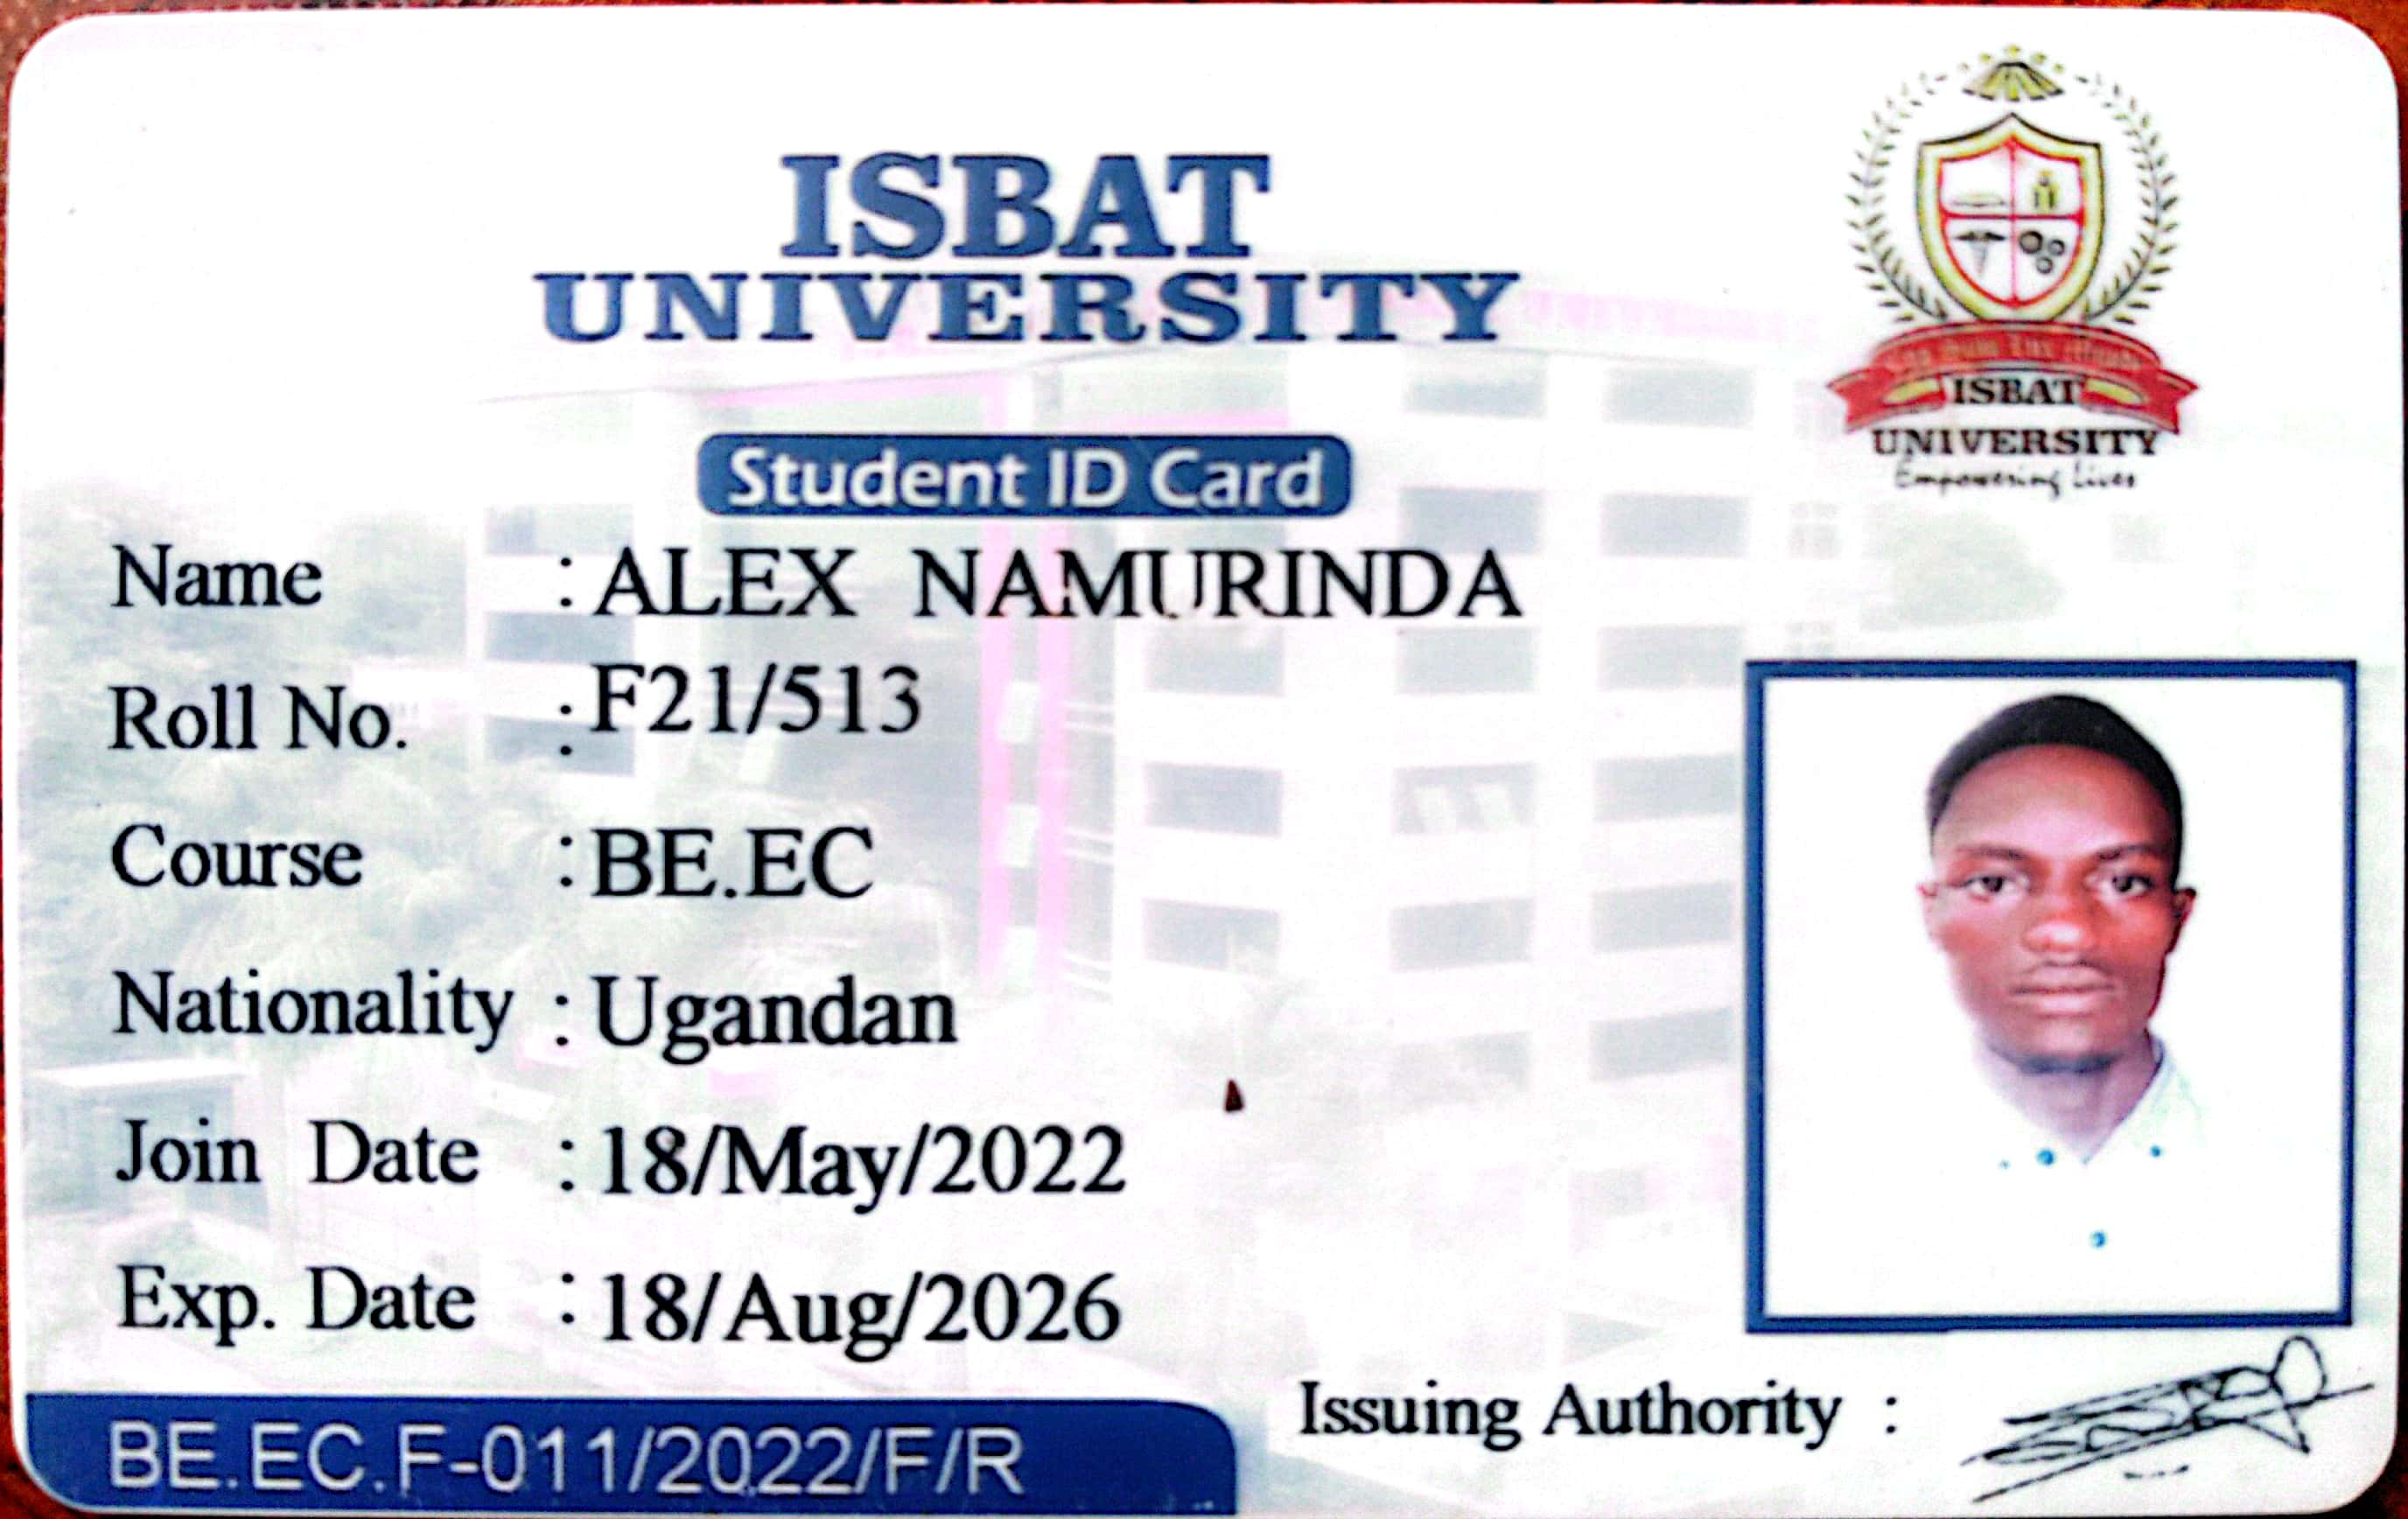 ISBAT
UNIVERSITY
ISBAT
UNIVERSITY
Empowering Lives
Student ID Card
Name : ALEX NAMURINDA
Roll No. : F21/513
Course : BE.EC
Nationality : Ugandan
Join Date : 18/May/2022
Exp. Date : 18/Aug/2026
BE.EC.F-011/2022/F/R
Issuing Authority :